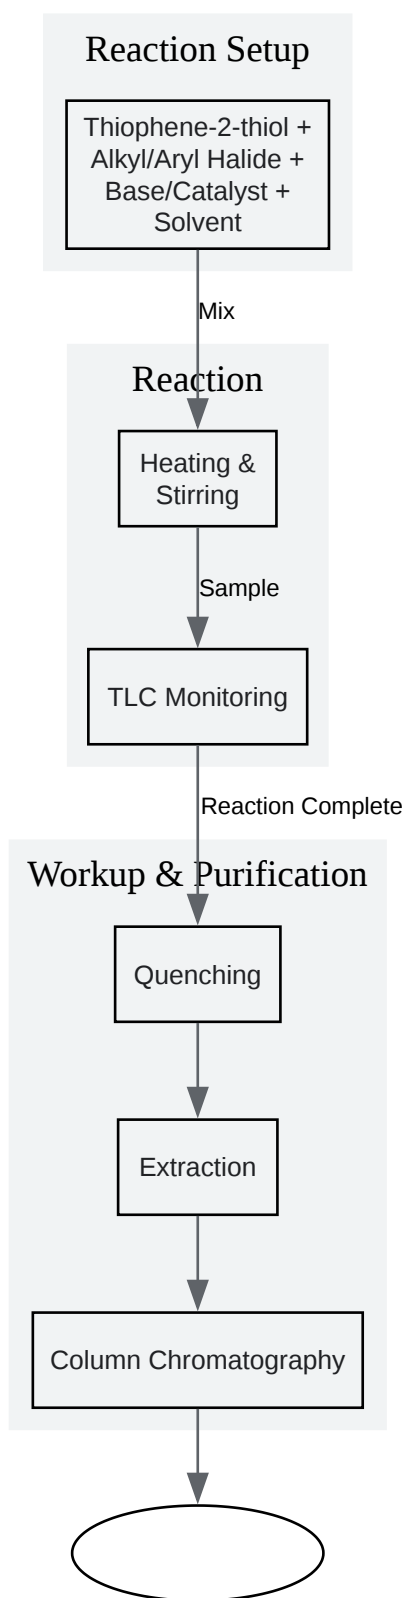 Reaction Setup
Thiophene-2-thiol +
Alkyl/Aryl Halide +
Base/Catalyst +
Solvent
Mix
Reaction
Heating &
Stirring
Sample
TLC Monitoring
Reaction Complete
Workup & Purification
Quenching
Extraction
Column Chromatography